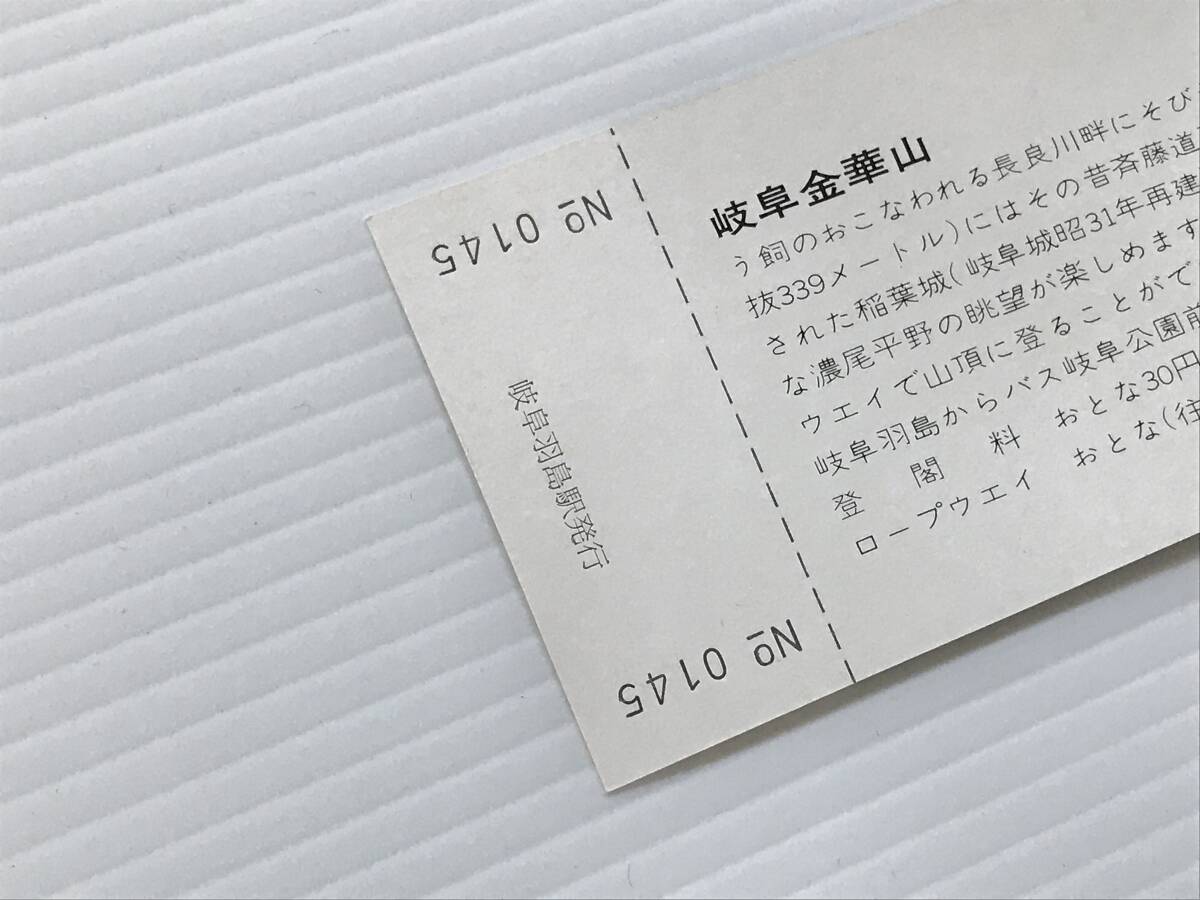 岐阜金華山
う飼のおこなわれる長良川畔にそび
抜339メートル)にはその昔斉藤道
された稲葉城(岐阜城昭31年再建
な濃尾平野の眺望が楽しめます
ウエイで山頂に登ることがで
岐阜羽島からバス岐阜公園前
登 閣 料 おとな30円
ロープウエイ おとな(往
№ 0145
岐阜羽島駅発行
№ 0145